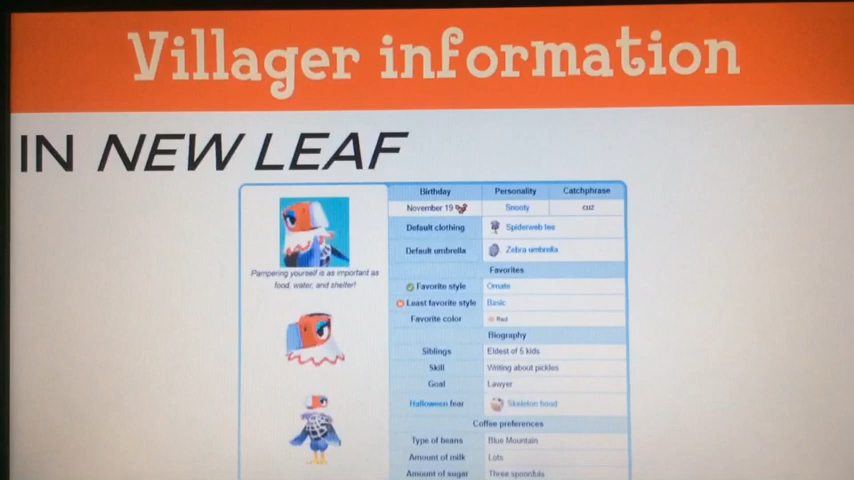 Villager information
IN NEW LEAF
Birthday Personality Catchphrase
November 19 Snooty cuz
Default clothing Spiderweb tee
Default umbrella Zebra umbrella
Pampering yourself is as important as
food, water, and shelter!
Favorites
Favorite style Ornate
Least favorite style Basic
Favorite color Red
Biography
Siblings Eldest of 5 kids
Skill Writing about pickles
Goal Lawyer
Halloween fear Skeleton hood
Coffee preferences
Type of beans Blue Mountain
Amount of milk Lots
Amount of sugar Three spoonfuls